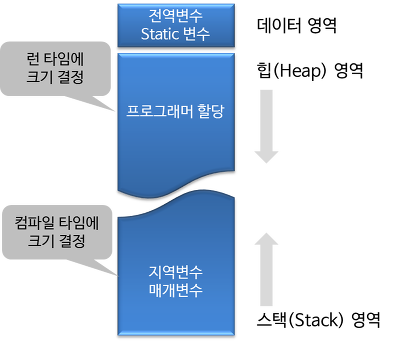 전역변수
Static 변수
데이터 영역
런 타임에
크기 결정
힙(Heap) 영역
프로그래머 할당
컴파일 타임에
크기 결정
지역변수
매개변수
스택(Stack) 영역